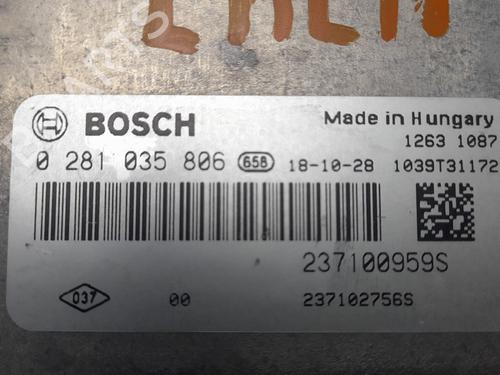 BOSCH
Made in Hungary
1263 1087
0 281 035 806 658 18-10-28 1039T31172
237100959S
037 00 237102756S